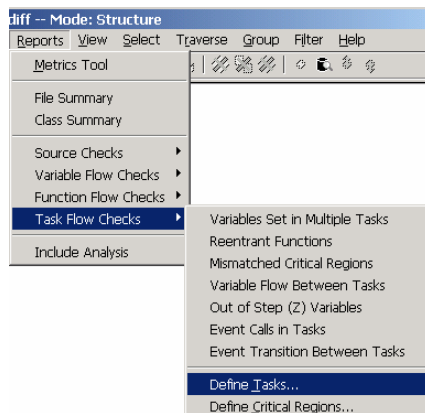 diff -- Mode: Structure
Reports View Select Traverse Group Filter Help
Metrics Tool
File Summary
Class Summary
Source Checks
Variable Flow Checks
Function Flow Checks
Task Flow Checks
Include Analysis
Variables Set in Multiple Tasks
Reentrant Functions
Mismatched Critical Regions
Variable Flow Between Tasks
Out of Step (Z) Variables
Event Calls in Tasks
Event Transition Between Tasks
Define Tasks...
Define Critical Regions...